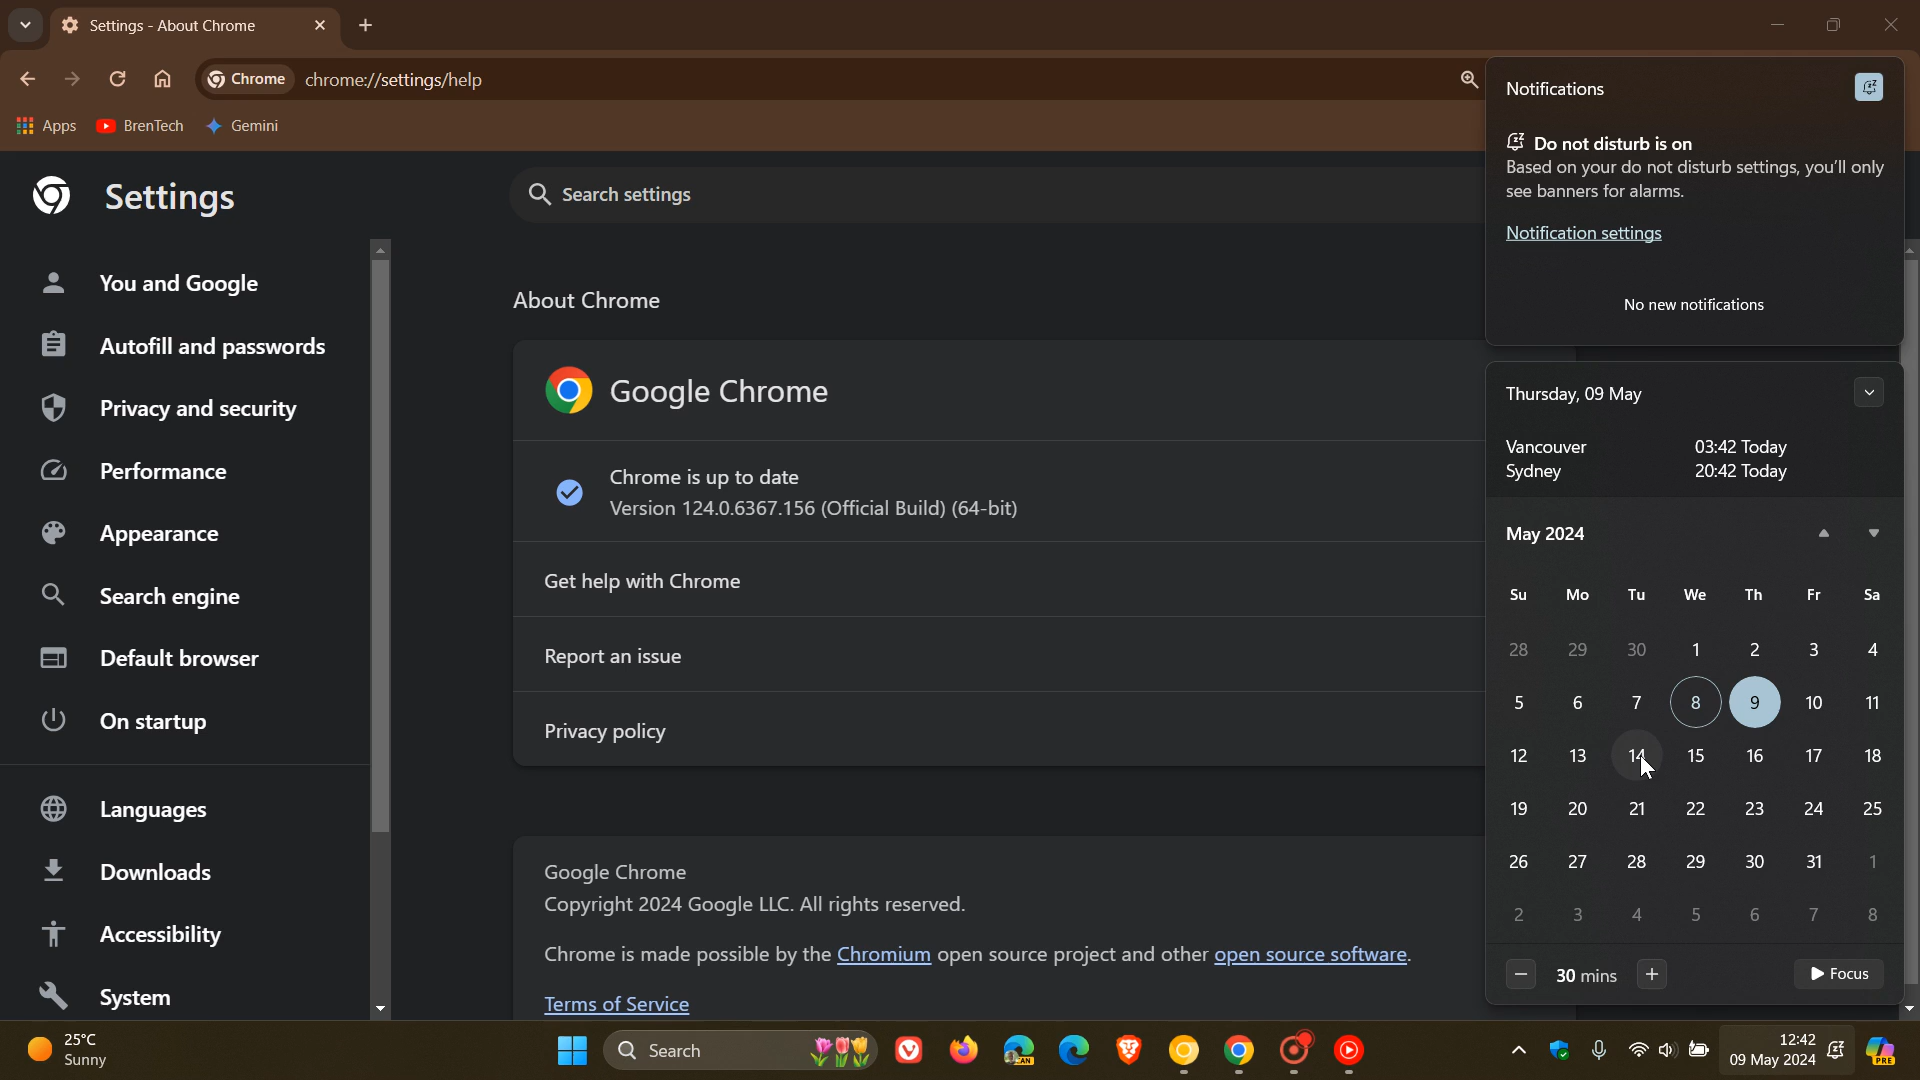 Settings - About Chrome
Chrome chrome://settings/help
Apps BrenTech Gemini
Settings
Search settings
You and Google
Autofill and passwords
Privacy and security
Performance
Appearance
Search engine
Default browser
On startup
Languages
Downloads
Accessibility
System
About Chrome
Google Chrome
Chrome is up to date
Version 124.0.6367.156 (Official Build) (64-bit)
Get help with Chrome
Report an issue
Privacy policy
Google Chrome
Copyright 2024 Google LLC. All rights reserved.
Chrome is made possible by the Chromium open source project and other open source software.
Terms of Service
Notifications
Do not disturb is on
Based on your do not disturb settings, you'll only
see banners for alarms.
Notification settings
No new notifications
Thursday, 09 May
Vancouver 03:42 Today
Sydney 20:42 Today
May 2024
Su Mo Tu We Th Fr Sa
28 29 30 1 2 3 4
5 6 7 8 9 10 11
12 13 14 15 16 17 18
19 20 21 22 23 24 25
26 27 28 29 30 31 1
2 3 4 5 6 7 8
30 mins Focus
25°C
Sunny
Search
CAN
12:42
09 May 2024
PRE